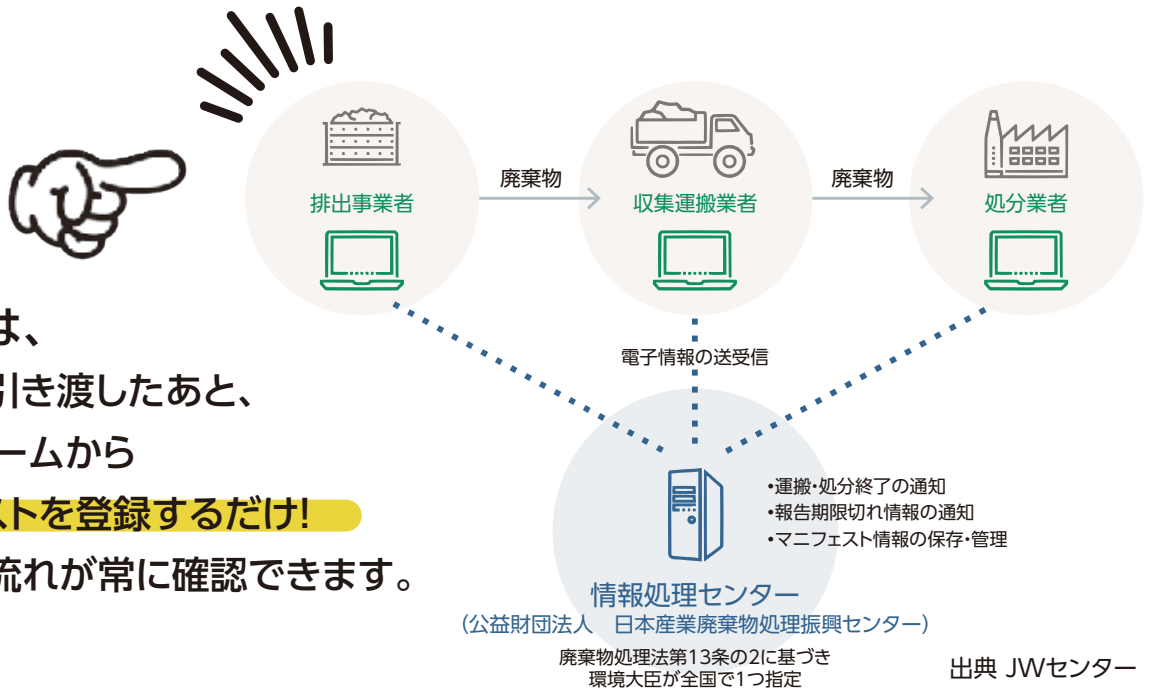 排出事業者
廃棄物
収集運搬業者
廃棄物
処分業者
電子情報の送受信
は、
引き渡したあと、
ームから
ストを登録するだけ!
流れが常に確認できます。
•運搬・処分終了の通知
•報告期限切れ情報の通知
•マニフェスト情報の保存・管理
情報処理センター
(公益財団法人　日本産業廃棄物処理振興センター)
廃棄物処理法第13条の2に基づき
環境大臣が全国で1つ指定
出典 JWセンター